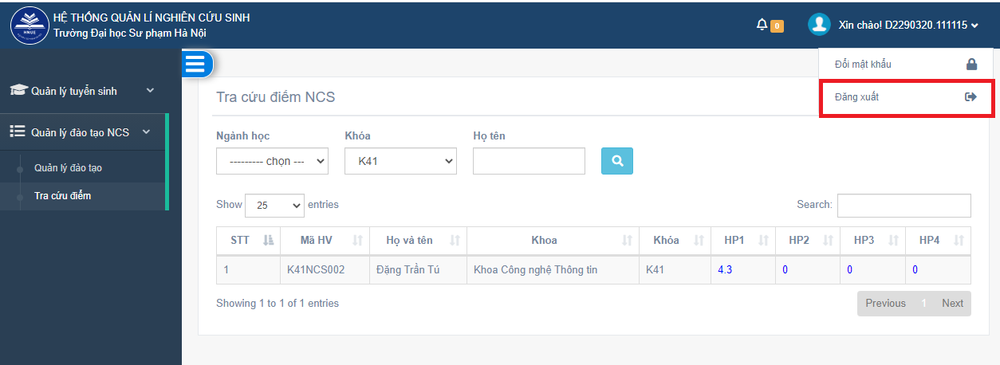 HỆ THỐNG QUẢN LÍ NGHIÊN CỨU SINH
Trường Đại học Sư phạm Hà Nội
HNUE
0
Xin chào! D2290320.111115
Đổi mật khẩu
Đăng xuất
Quản lý tuyển sinh
Quản lý đào tạo NCS
Quản lý đào tạo
Tra cứu điểm
Tra cứu điểm NCS
Ngành học Khóa Họ tên
--------- chọn --- K41
Show 25 entries Search:
STT Mã HV Họ và tên Khoa Khóa HP1 HP2 HP3 HP4
1 K41NCS002 Đặng Trần Tú Khoa Công nghệ Thông tin K41 4.3 0 0 0
Showing 1 to 1 of 1 entries Previous 1 Next